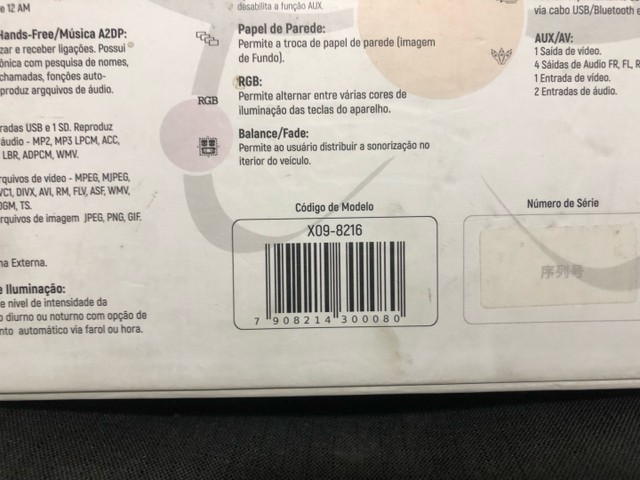 e 12 AM
Hands-Free/Música A2DP:
zar e receber ligações. Possui
ônica com pesquisa de nomes,
chamadas, fonções auto-
produz argquivos de áudio.
radas USB e 1 SD. Reproduz
áudio - MP2, MP3 LPCM, ACC,
LBR, ADPCM, WMV.
rquivos de vídeo - MPEG, MJPEG,
VC1, DIVX, AVI, RM, FLV, ASF, WMV,
OGM, TS.
rquivos de imagem JPEG, PNG, GIF.
na Externa.
e Iluminação:
e nível de intensidade da
o diurno ou noturno com opção de
nto automático via farol ou hora.
desabilita a função AUX.
Papel de Parede:
Permite a troca de papel de parede (imagem
de Fundo).
RGB
RGB:
Permite alternar entre várias cores de
iluminação das teclas do aparelho.
Balance/Fade:
Permite ao usuário distribuir a sonorização no
iterior do veículo.
via cabo USB/Bluetooth e
AUX/AV:
1 Saída de vídeo.
4 Sáidas de Audio FR, FL, R
1 Entrada de vídeo.
2 Entradas de áudio.
Código de Modelo
X09-8216
7 908214 300080
Número de Série
序列号